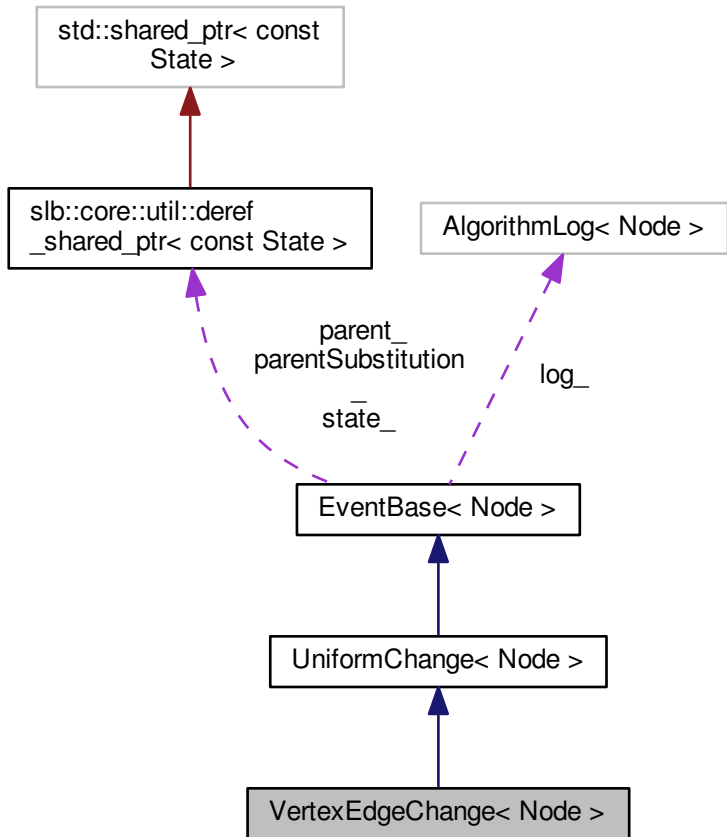 std::shared_ptr< const
State >
slb::core::util::deref
_shared_ptr< const State >
AlgorithmLog< Node >
parent_
parentSubstitution
_
state_
log_
EventBase< Node >
UniformChange< Node >
VertexEdgeChange< Node >